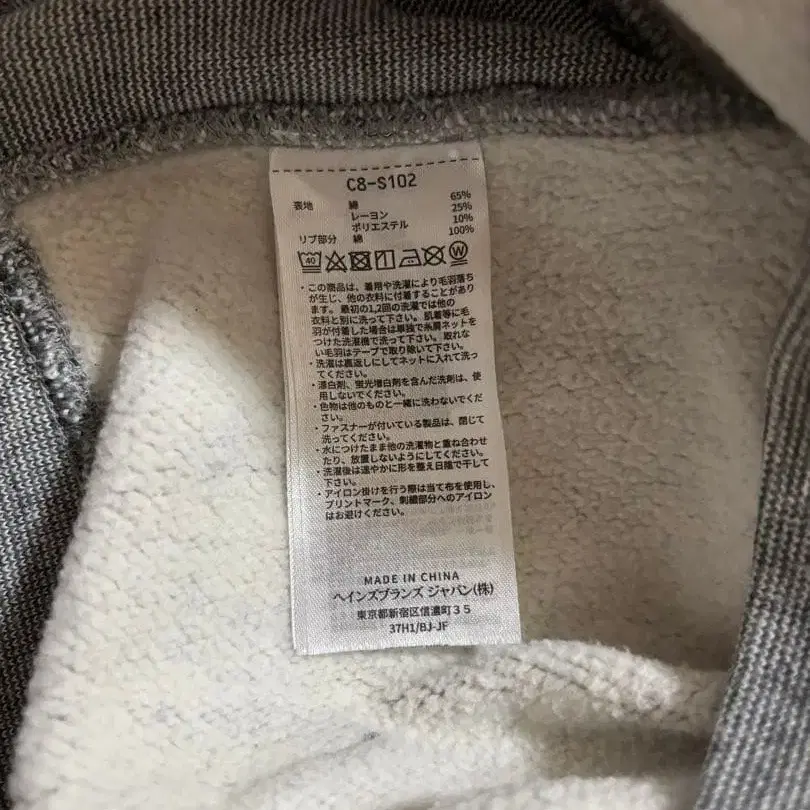 C8-S102
表地 綿 65%
レーヨン 25%
ポリエステル 10%
リブ部分 綿 100%
40
W
・この商品は、着用や洗濯により毛羽落ち
が生じ、他の衣料に付着することがあり
ます。最初の1,2回の洗濯では他の
衣料と別に洗って下さい。肌着等に毛
羽が付着した場合は単独で糸屑ネットを
つけた洗濯機で洗って下さい。取れな
い毛羽はテープで取り除いて下さい。
・洗濯は裏返しにしてネットに入れて洗っ
てください。
・漂白剤、蛍光増白剤を含んだ洗剤は、使
用しないでください。
・色物は他のものと一緒に洗わないでくだ
さい。
・ファスナーが付いている製品は、閉じて
洗ってください。
・水につけたまま他の洗濯物と重ね合わせ
たり、放置しないようにしてください。
・洗濯後は速やかに形を整え日陰で干して
下さい。
・アイロン掛けを行う際は当て布を使用し、
プリントマーク、刺繍部分へのアイロン
はお避けください。
MADE IN CHINA
ヘインズブランズ ジャパン(株)
東京都新宿区信濃町３５
37H1/BJ-JF